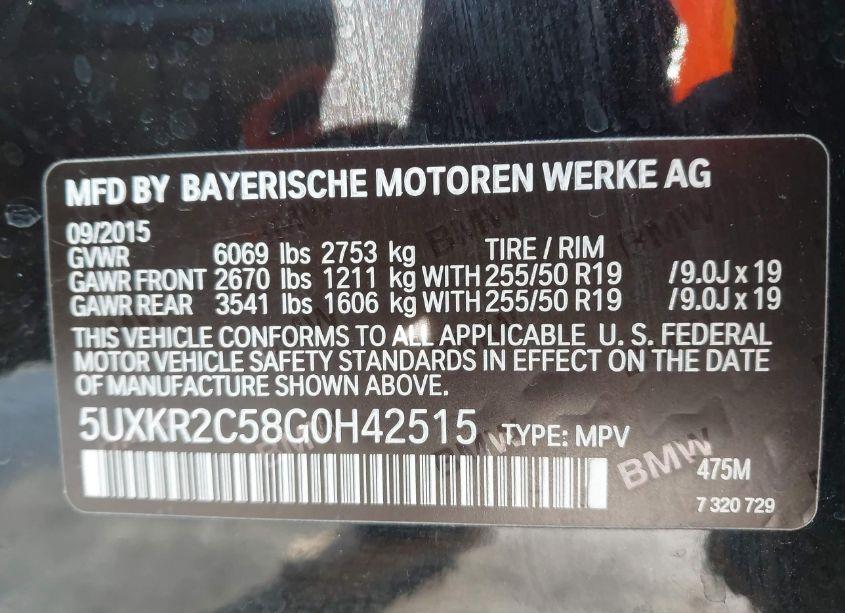 MFD BY BAYERISCHE MOTOREN WERKE AG
09/2015
GVWR 6069 lbs 2753 kg TIRE / RIM
GAWR FRONT 2670 lbs 1211 kg WITH 255/50 R19 /9.0J x 19
GAWR REAR 3541 lbs 1606 kg WITH 255/50 R19 /9.0J x 19
THIS VEHICLE CONFORMS TO ALL APPLICABLE U. S. FEDERAL
MOTOR VEHICLE SAFETY STANDARDS IN EFFECT ON THE DATE
OF MANUFACTURE SHOWN ABOVE.
5UXKR2C58G0H42515 TYPE: MPV
BMW
475M
7 320 729